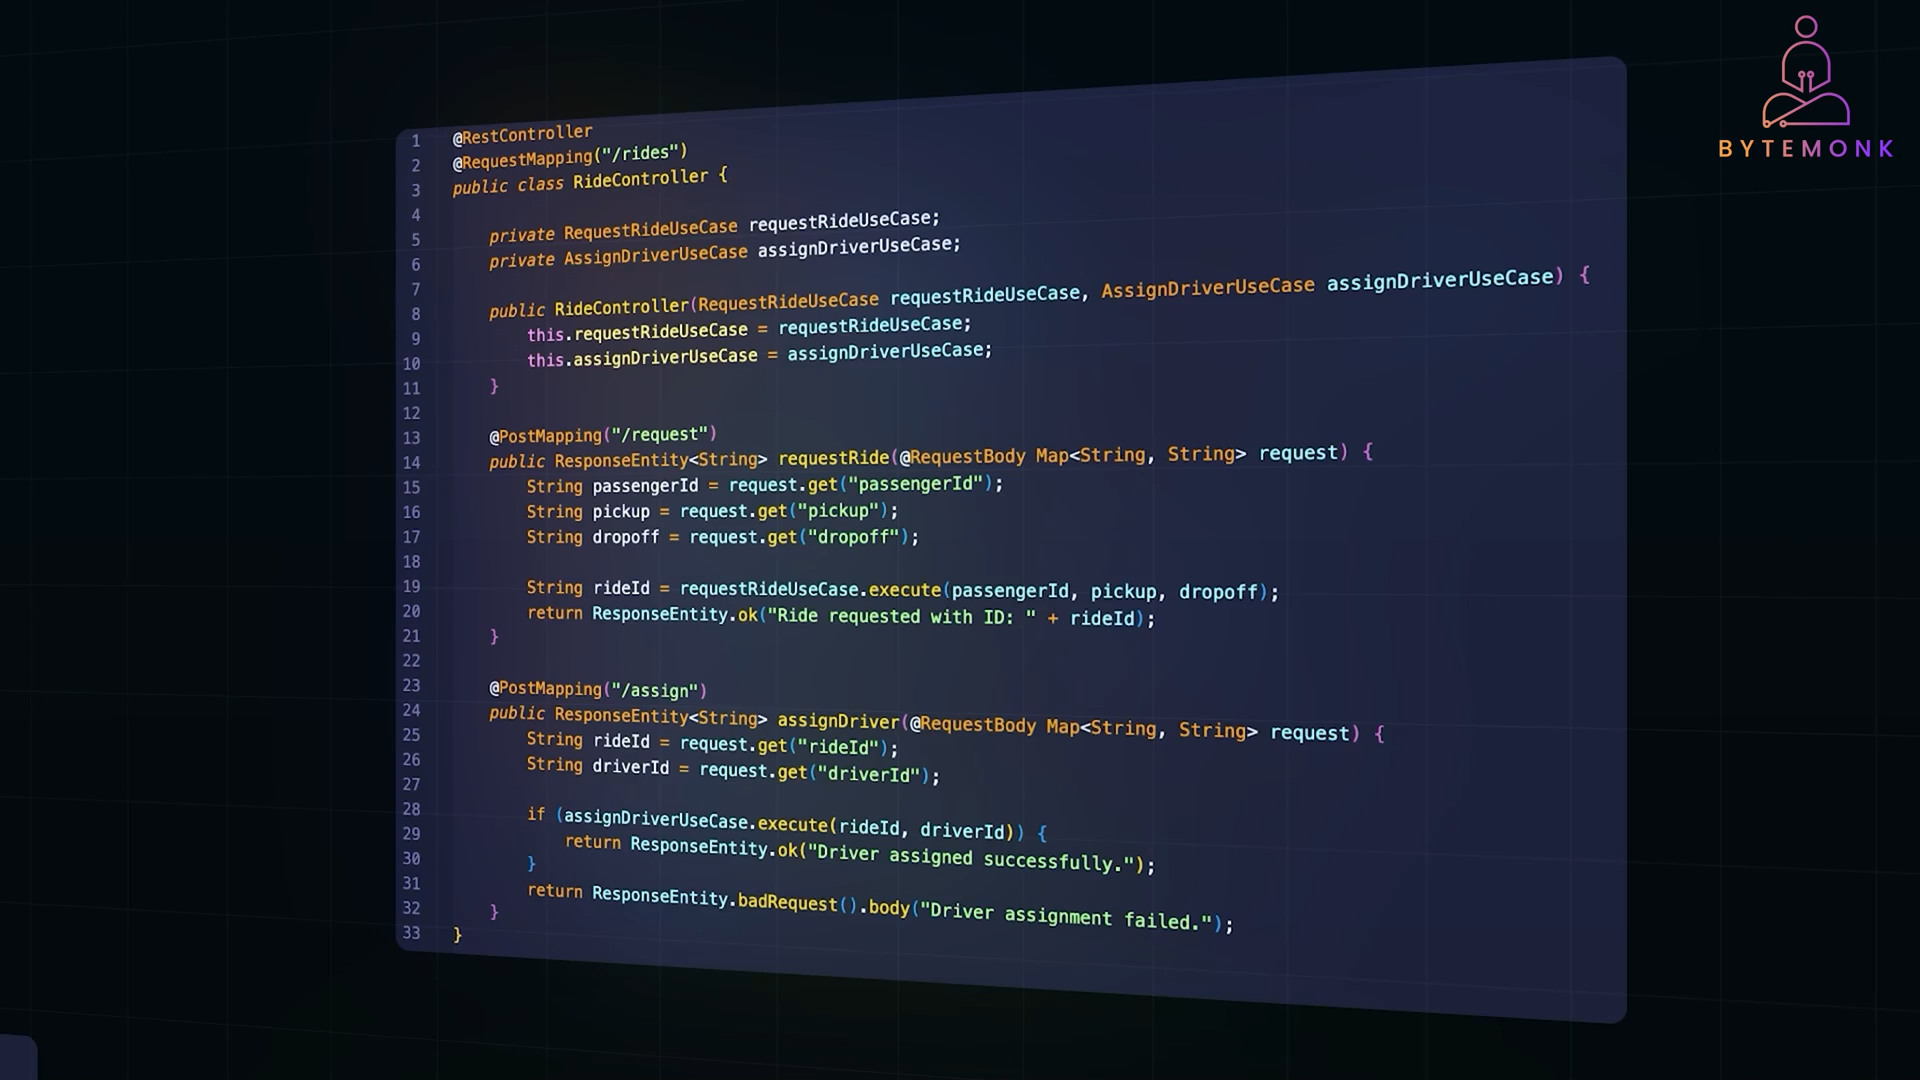 BYTEMONK
1 @RestController
2 @RequestMapping("/rides")
3 public class RideController {
4
5 private RequestRideUseCase requestRideUseCase;
6 private AssignDriverUseCase assignDriverUseCase;
7
8 public RideController(RequestRideUseCase requestRideUseCase, AssignDriverUseCase assignDriverUseCase) {
9 this.requestRideUseCase = requestRideUseCase;
10 this.assignDriverUseCase = assignDriverUseCase;
11 }
12
13 @PostMapping("/request")
14 public ResponseEntity<String> requestRide(@RequestBody Map<String, String> request) {
15 String passengerId = request.get("passengerId");
16 String pickup = request.get("pickup");
17 String dropoff = request.get("dropoff");
18
19 String rideId = requestRideUseCase.execute(passengerId, pickup, dropoff);
20 return ResponseEntity.ok("Ride requested with ID: " + rideId);
21 }
22
23 @PostMapping("/assign")
24 public ResponseEntity<String> assignDriver(@RequestBody Map<String, String> request) {
25 String rideId = request.get("rideId");
26 String driverId = request.get("driverId");
27
28 if (assignDriverUseCase.execute(rideId, driverId)) {
29 return ResponseEntity.ok("Driver assigned successfully.");
30 }
31 return ResponseEntity.badRequest().body("Driver assignment failed.");
32 }
33 }